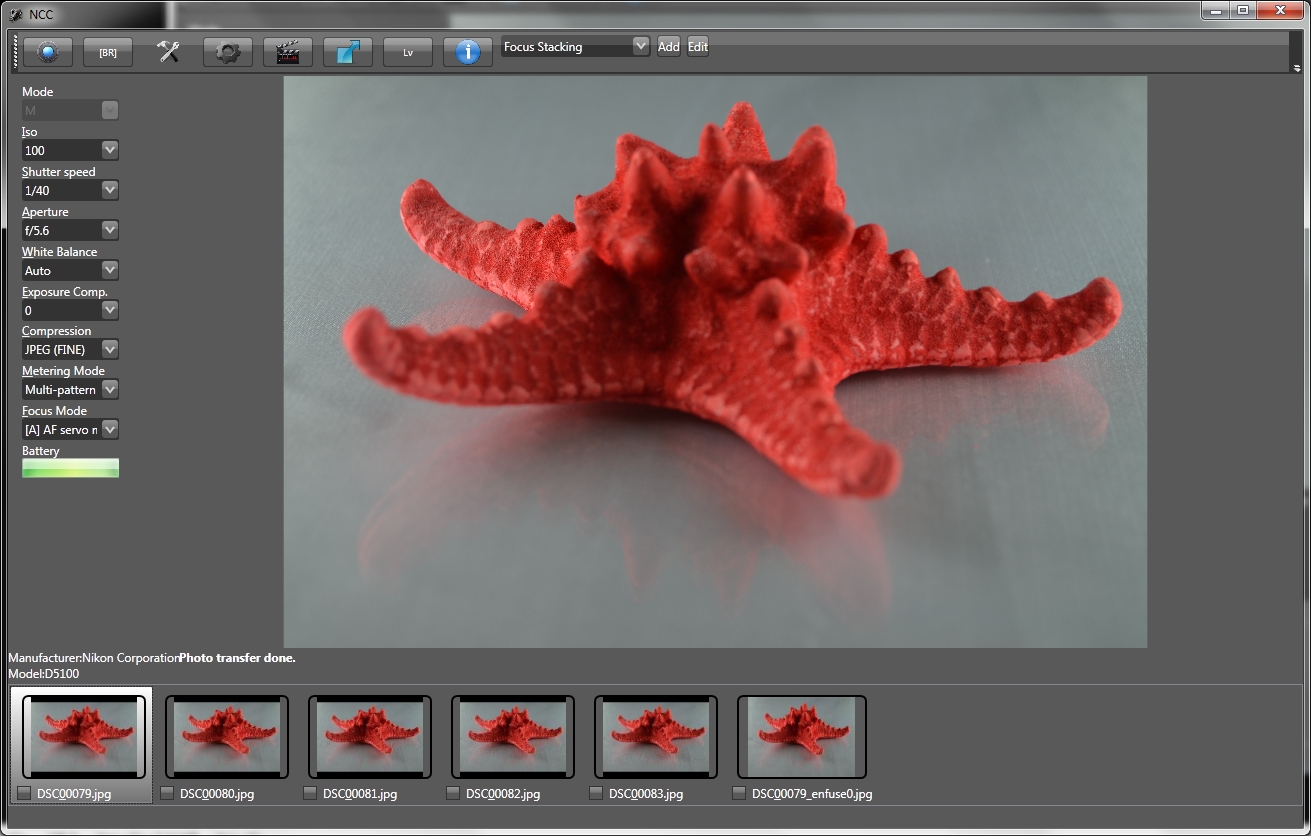 NCC
[BR]
Lv
Focus Stacking
Add
Edit
Mode
M
Iso
100
Shutter speed
1/40
Aperture
f/5.6
White Balance
Auto
Exposure Comp.
0
Compression
JPEG (FINE)
Metering Mode
Multi-pattern
Focus Mode
[A] AF servo
Battery
Manufacturer:Nikon CorporationPhoto transfer done.
Model:D5100
DSC00079.jpg
DSC00080.jpg
DSC00081.jpg
DSC00082.jpg
DSC00083.jpg
DSC00079_enfuse0.jpg